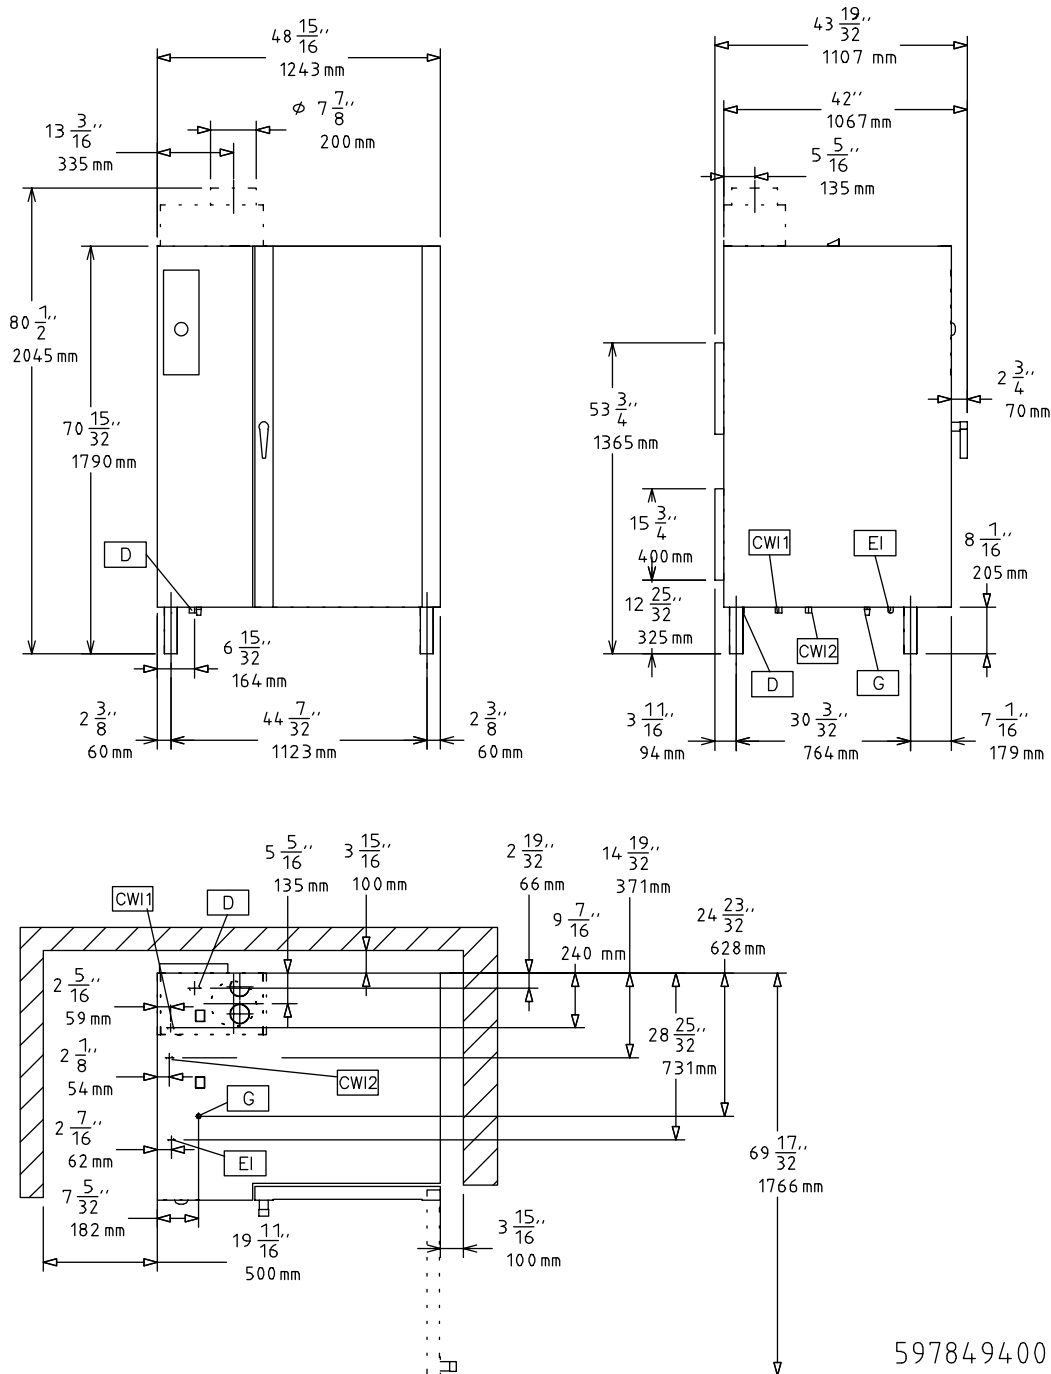 48 15/16"
1243 mm
ø 7 7/8"
200 mm
13 3/16"
335 mm
80 1/2"
2045 mm
70 15/32"
1790 mm
D
6 15/32"
164 mm
2 3/8"
60 mm
44 7/32"
1123 mm
2 3/8"
60 mm
43 19/32"
1107 mm
42"
1067 mm
5 5/16"
135 mm
53 3/4"
1365 mm
2 3/4"
70 mm
15 3/4"
400 mm
12 25/32"
325 mm
CWI1
EI
8 1/16"
205 mm
CWI2
D
G
3 11/16"
94 mm
30 3/32"
764 mm
7 1/16"
179 mm
5 5/16"
135 mm
3 15/16"
100 mm
2 19/32"
66 mm
14 19/32"
371 mm
CWI1
D
9 7/16"
240 mm
24 23/32"
628 mm
2 5/16"
59 mm
28 25/32"
731 mm
2 1/8"
54 mm
CWI2
G
2 7/16"
62 mm
EI
69 17/32"
1766 mm
7 5/32"
182 mm
19 11/16"
500 mm
3 15/16"
100 mm
597849400